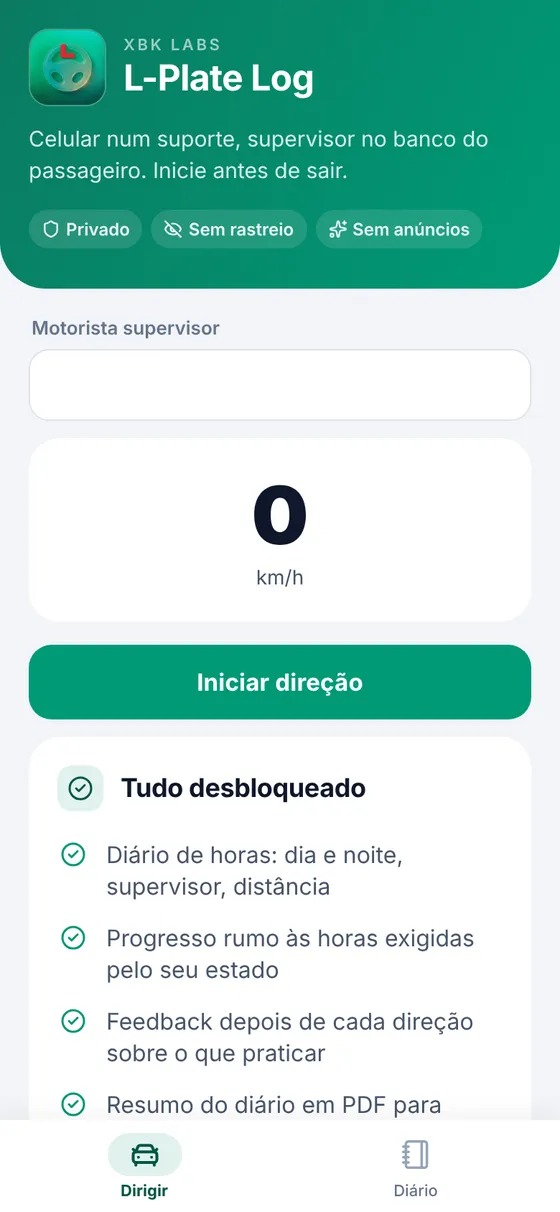 XBK LABS
L-Plate Log
Celular num suporte, supervisor no banco do
passageiro. Inicie antes de sair.
Privado
Sem rastreio
Sem anúncios
Motorista supervisor
0
km/h
Iniciar direção
Tudo desbloqueado
Diário de horas: dia e noite,
supervisor, distância
Progresso rumo às horas exigidas
pelo seu estado
Feedback depois de cada direção
sobre o que praticar
Resumo do diário em PDF para
Dirigir
Diário